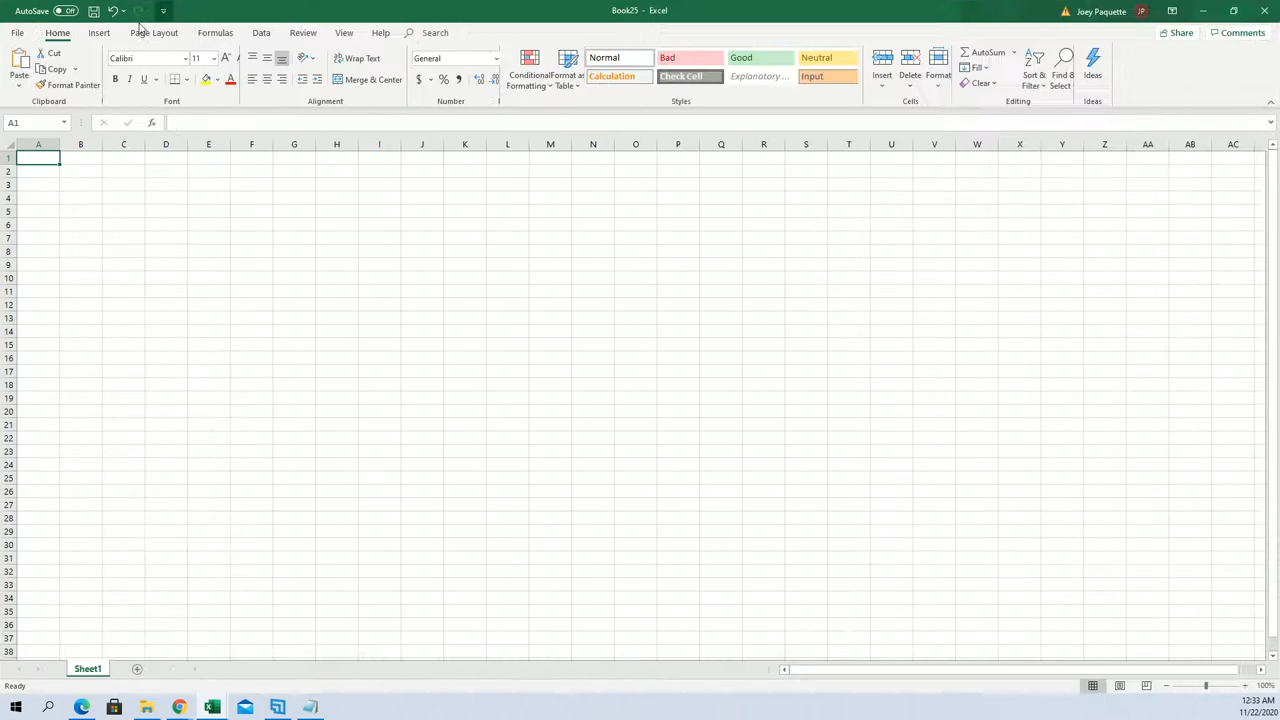 AutoSave Off Book25 - Excel Joey Paquette JP
File Home Insert Page Layout Formulas Data Review View Help Search Share Comments
Paste Cut Copy Format Painter Clipboard
Calibri 11 A B I U A Font
Wrap Text Merge & Center Alignment
General $ % Number
Conditional Formatting Format as Table
Normal Bad Good Neutral
Calculation Check Cell Explanatory ... Input
Styles
Insert Delete Format Cells
AutoSum Fill Clear Sort & Filter Find & Select Editing
Ideas Ideas
A1 fx
A B C D E F G H I J K L M N O P Q R S T U V W X Y Z AA AB AC
1
2
3
4
5
6
7
8
9
10
11
12
13
14
15
16
17
18
19
20
21
22
23
24
25
26
27
28
29
30
31
32
33
34
35
36
37
38
Sheet1
Ready 100%
12:33 AM
11/22/2020